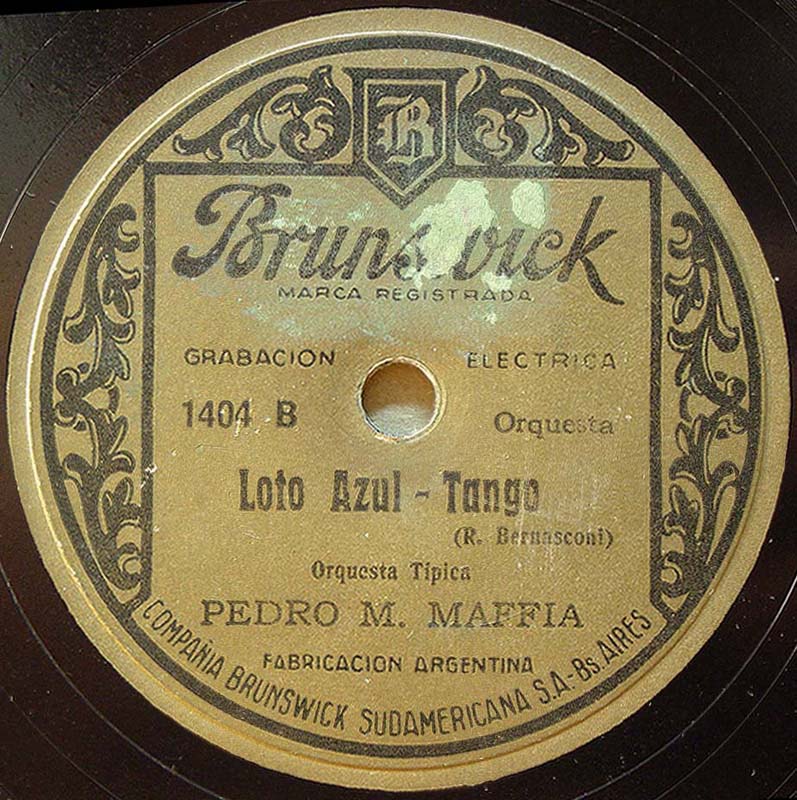 B
Brunswick
MARCA REGISTRADA
GRABACION ELECTRICA
1404 B Orquesta
Loto Azul - Tango
(R. Bernasconi)
Orquesta Típica
PEDRO M. MAFFIA
FABRICACION ARGENTINA
COMPAÑIA BRUNSWICK SUDAMERICANA S.A.-Bs. AIRES